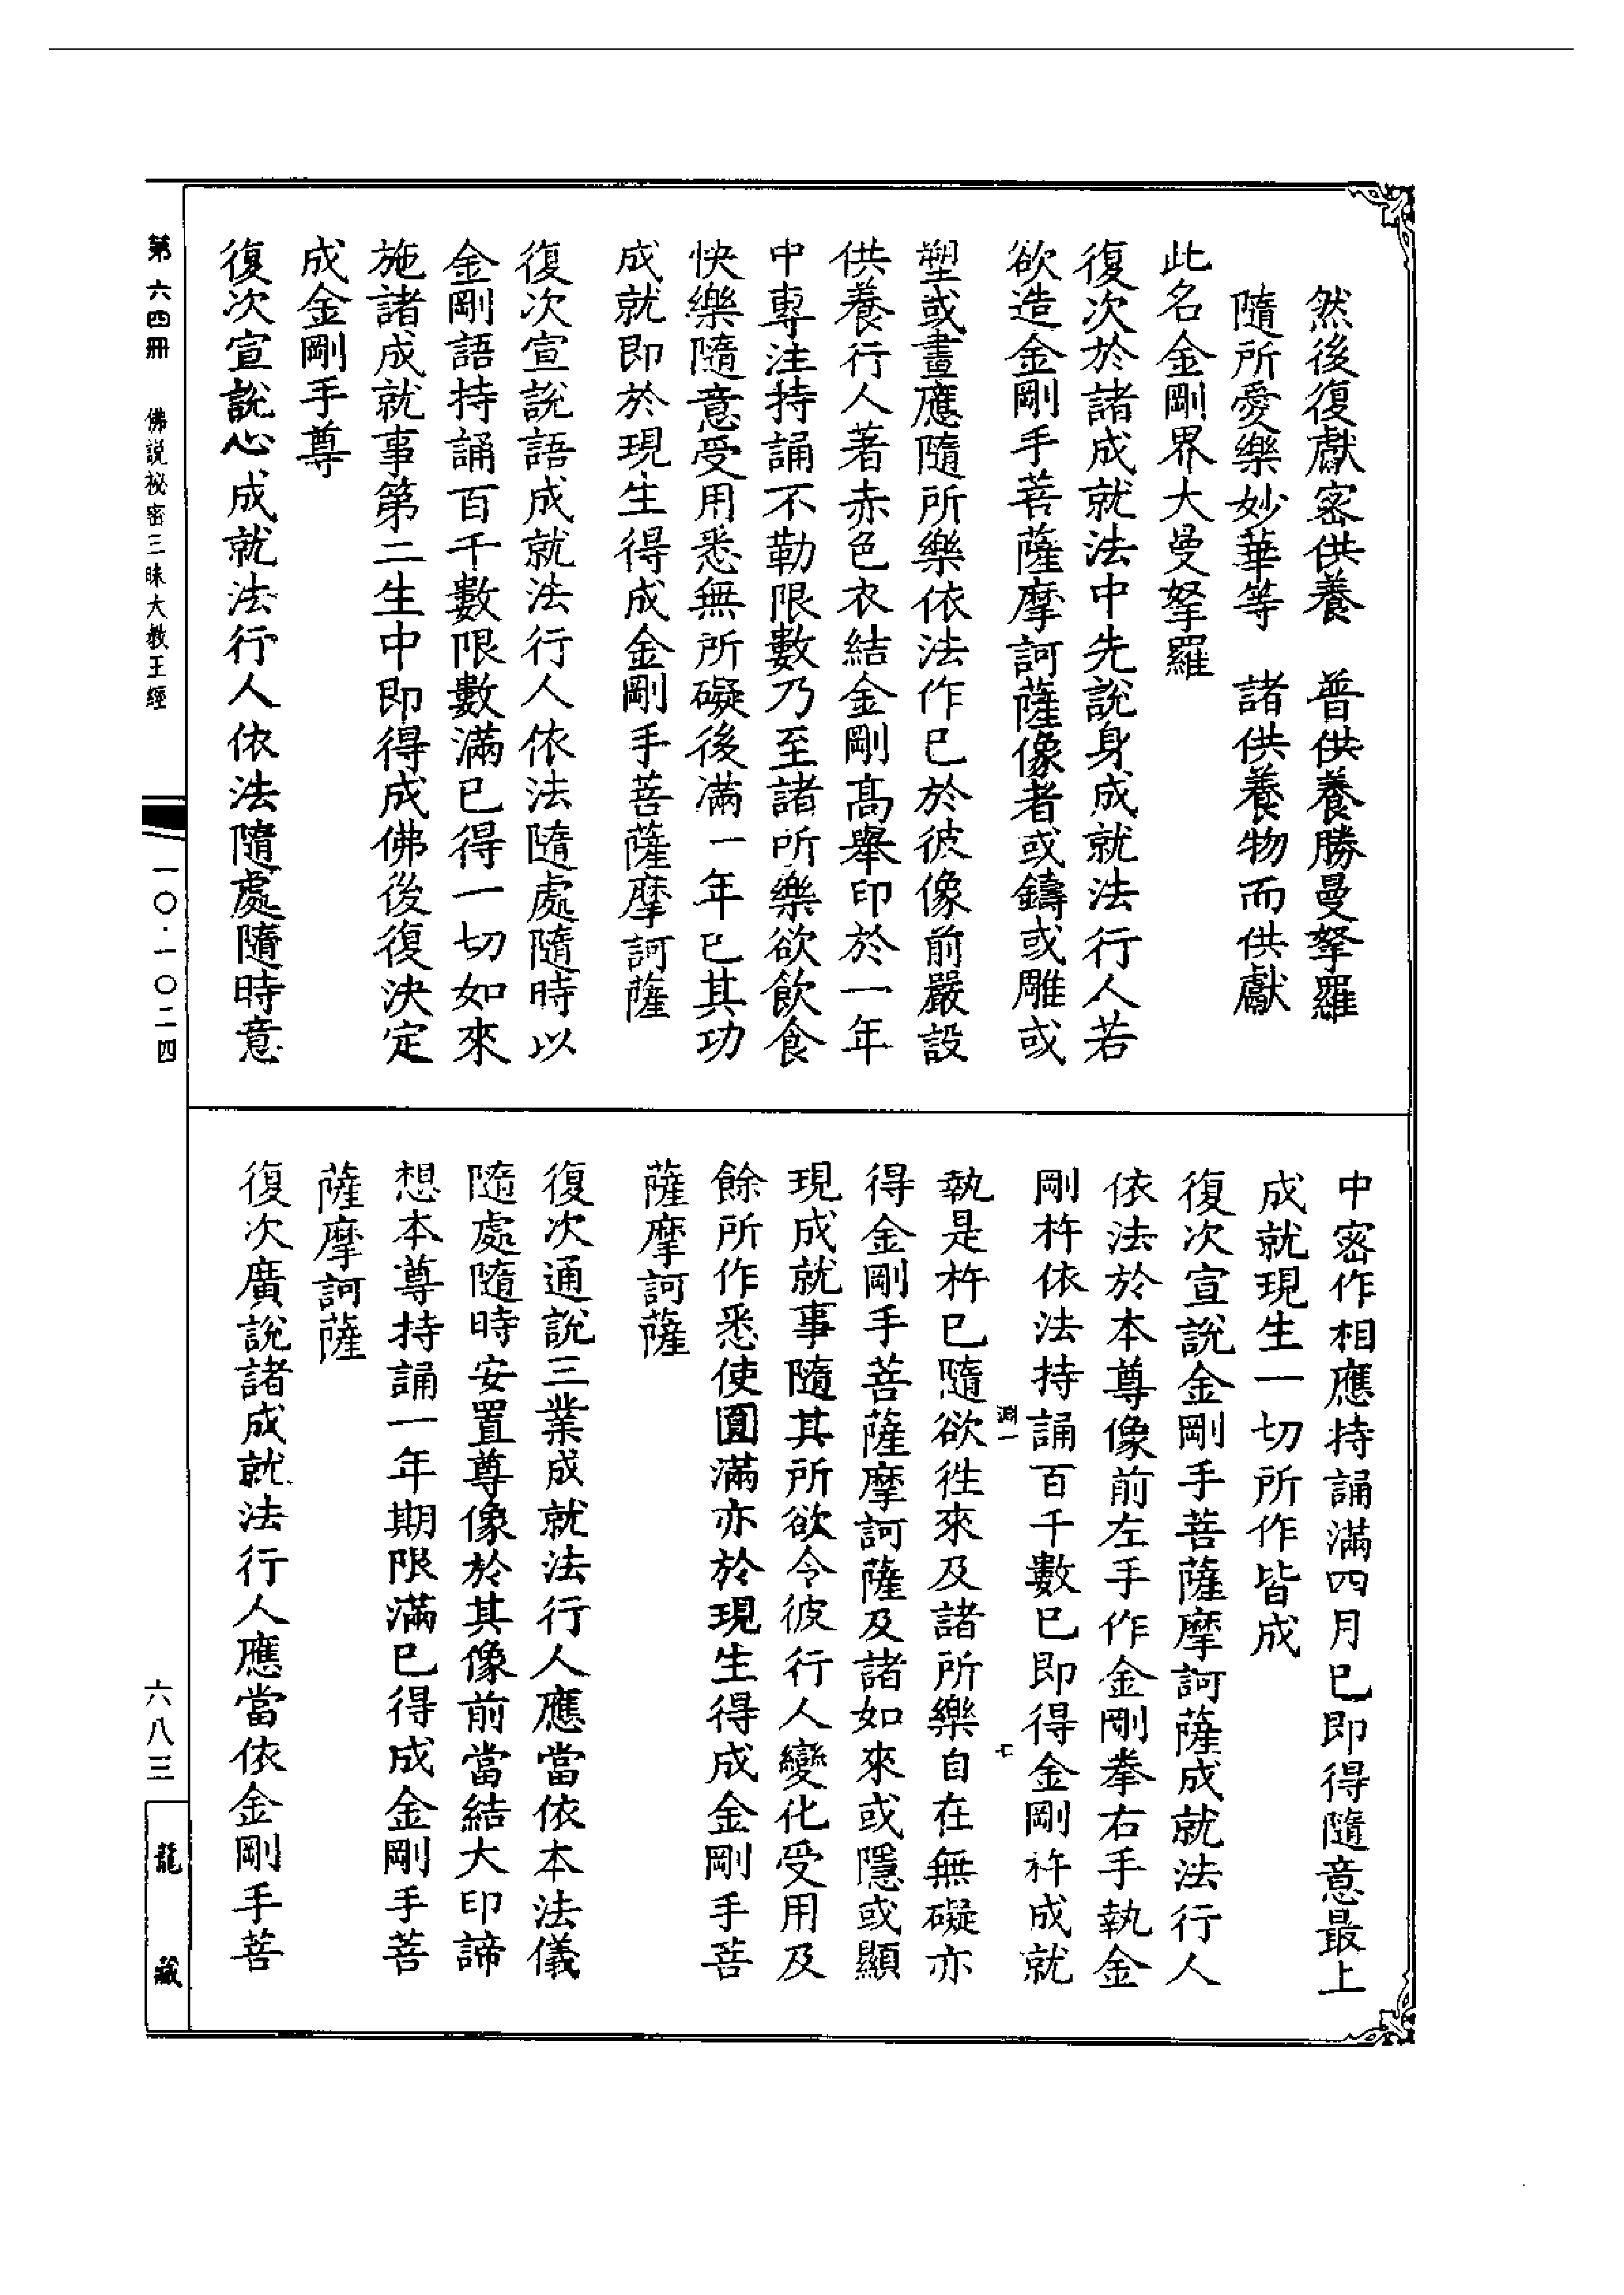 然後復獻密供養　普供養勝曼拏羅
隨所愛樂妙華等　諸供養物而供獻
此名金剛界大曼拏羅
復次於諸成就法中先說身成就法行人若
欲造金剛手菩薩摩訶薩像者或鑄或雕或
塑或畫應隨所樂依法作已於彼像前嚴設
供養行人著赤色衣結金剛高舉印於一年
中專注持誦不勒限數乃至諸所樂欲飲食
快樂隨意受用悉無所礙後滿一年已其功
成就即於現生得成金剛手菩薩摩訶薩
復次宣說語成就法行人依法隨處隨時以
金剛語持誦百千數限數滿已得一切如來
施諸成就事第二生中即得成佛後復決定
成金剛手尊
復次宣說心成就法行人依法隨處隨時意
中密作相應持誦滿四月已即得隨意最上
成就現生一切所作皆成
復次宣說金剛手菩薩摩訶薩成就法行人
依法於本尊像前左手作金剛拳右手執金
剛杵依法持誦百千數已即得金剛杵成就
淵一　七
執是杵已隨欲徃來及諸所樂自在無礙亦
得金剛手菩薩摩訶薩及諸如來或隱或顯
現成就事隨其所欲令彼行人變化受用及
餘所作悉使圓滿亦於現生得成金剛手菩
薩摩訶薩
復次通說三業成就法行人應當依本法儀
隨處隨時安置尊像於其像前當結大印諦
想本尊持誦一年期限滿已得成金剛手菩
薩摩訶薩
復次廣說諸成就法行人應當依金剛手菩
第六四冊　佛説祕密三昧大教王經
一〇·一〇二四
六八三
龍藏